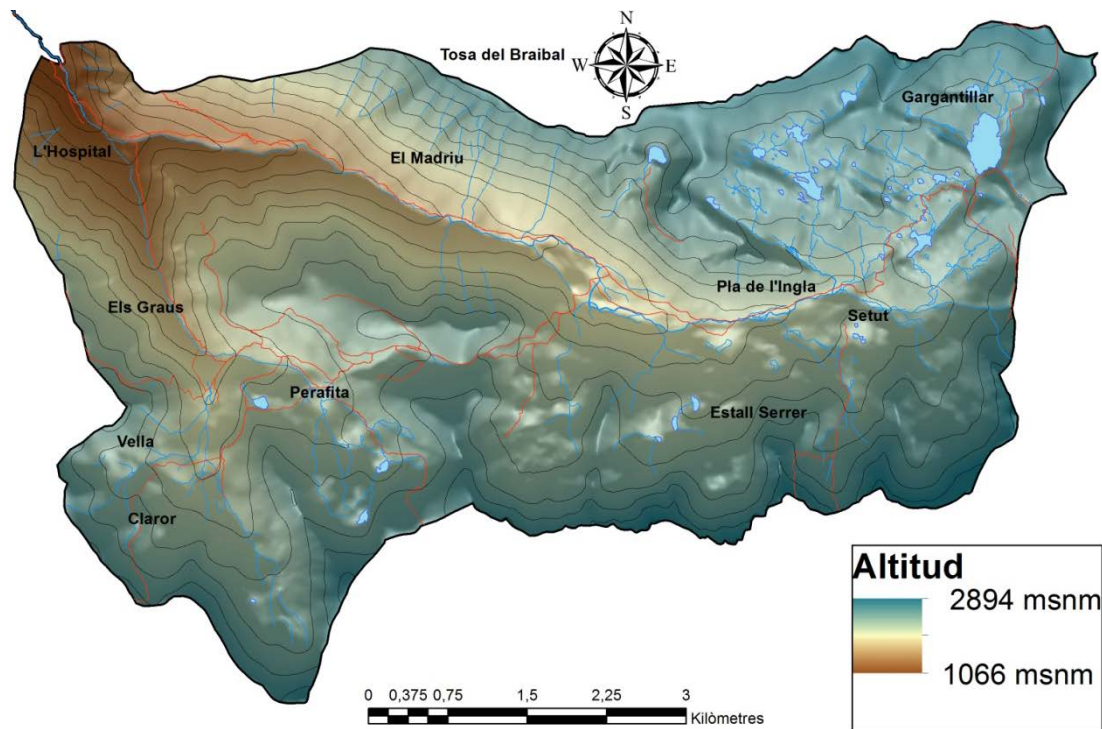 N
Tosa del Braibal
W
E
S
Gargantillar
L'Hospital
El Madriu
Pla de l'Ingla
Els Graus
Setut
Perafita
Estall Serrer
Vella
Claror
Altitud
2894 msnm
1066 msnm
0 0,375 0,75 1,5 2,25 3
Kilòmetres